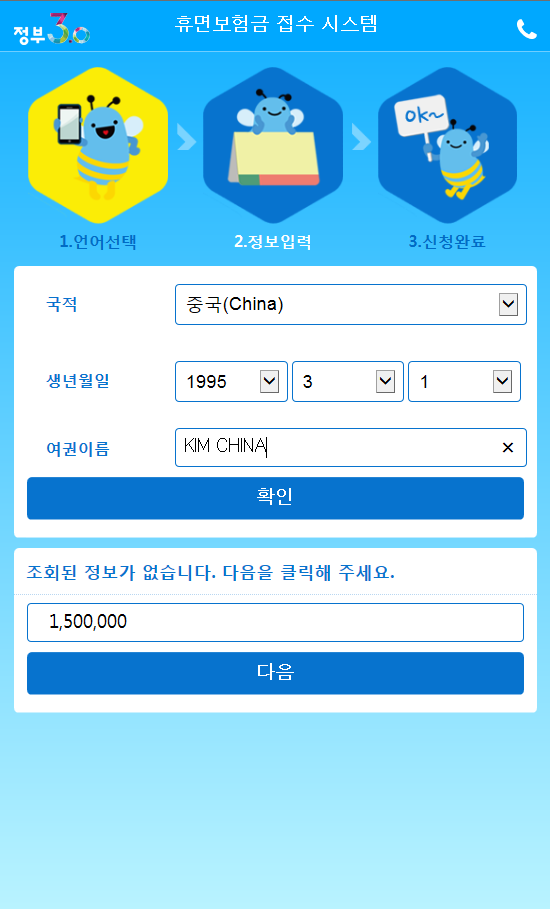 정부3.0
휴면보험금 접수 시스템
ok~
1.언어선택
2.정보입력
3.신청완료
국적
중국(China)
생년월일
1995
3
1
여권이름
KIM CHINA
확인
조회된 정보가 없습니다. 다음을 클릭해 주세요.
1,500,000
다음